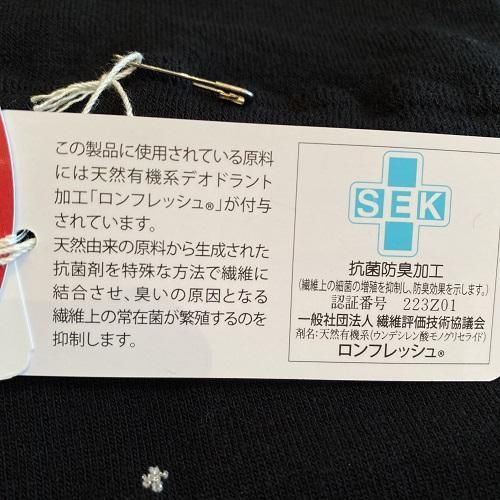 この製品に使用されている原料
には天然有機系デオドラント
加工「ロンフレッシュ®」が付与
されています。
天然由来の原料から生成された
抗菌剤を特殊な方法で繊維に
結合させ、臭いの原因となる
繊維上の常在菌が繁殖するのを
抑制します。
SEK
抗菌防臭加工
(繊維上の細菌の増殖を抑制し、防臭効果を示します。)
認証番号 223Z01
一般社団法人 繊維評価技術協議会
剤名:天然有機系(ウンデシレン酸モノグリセライド)
ロンフレッシュ®